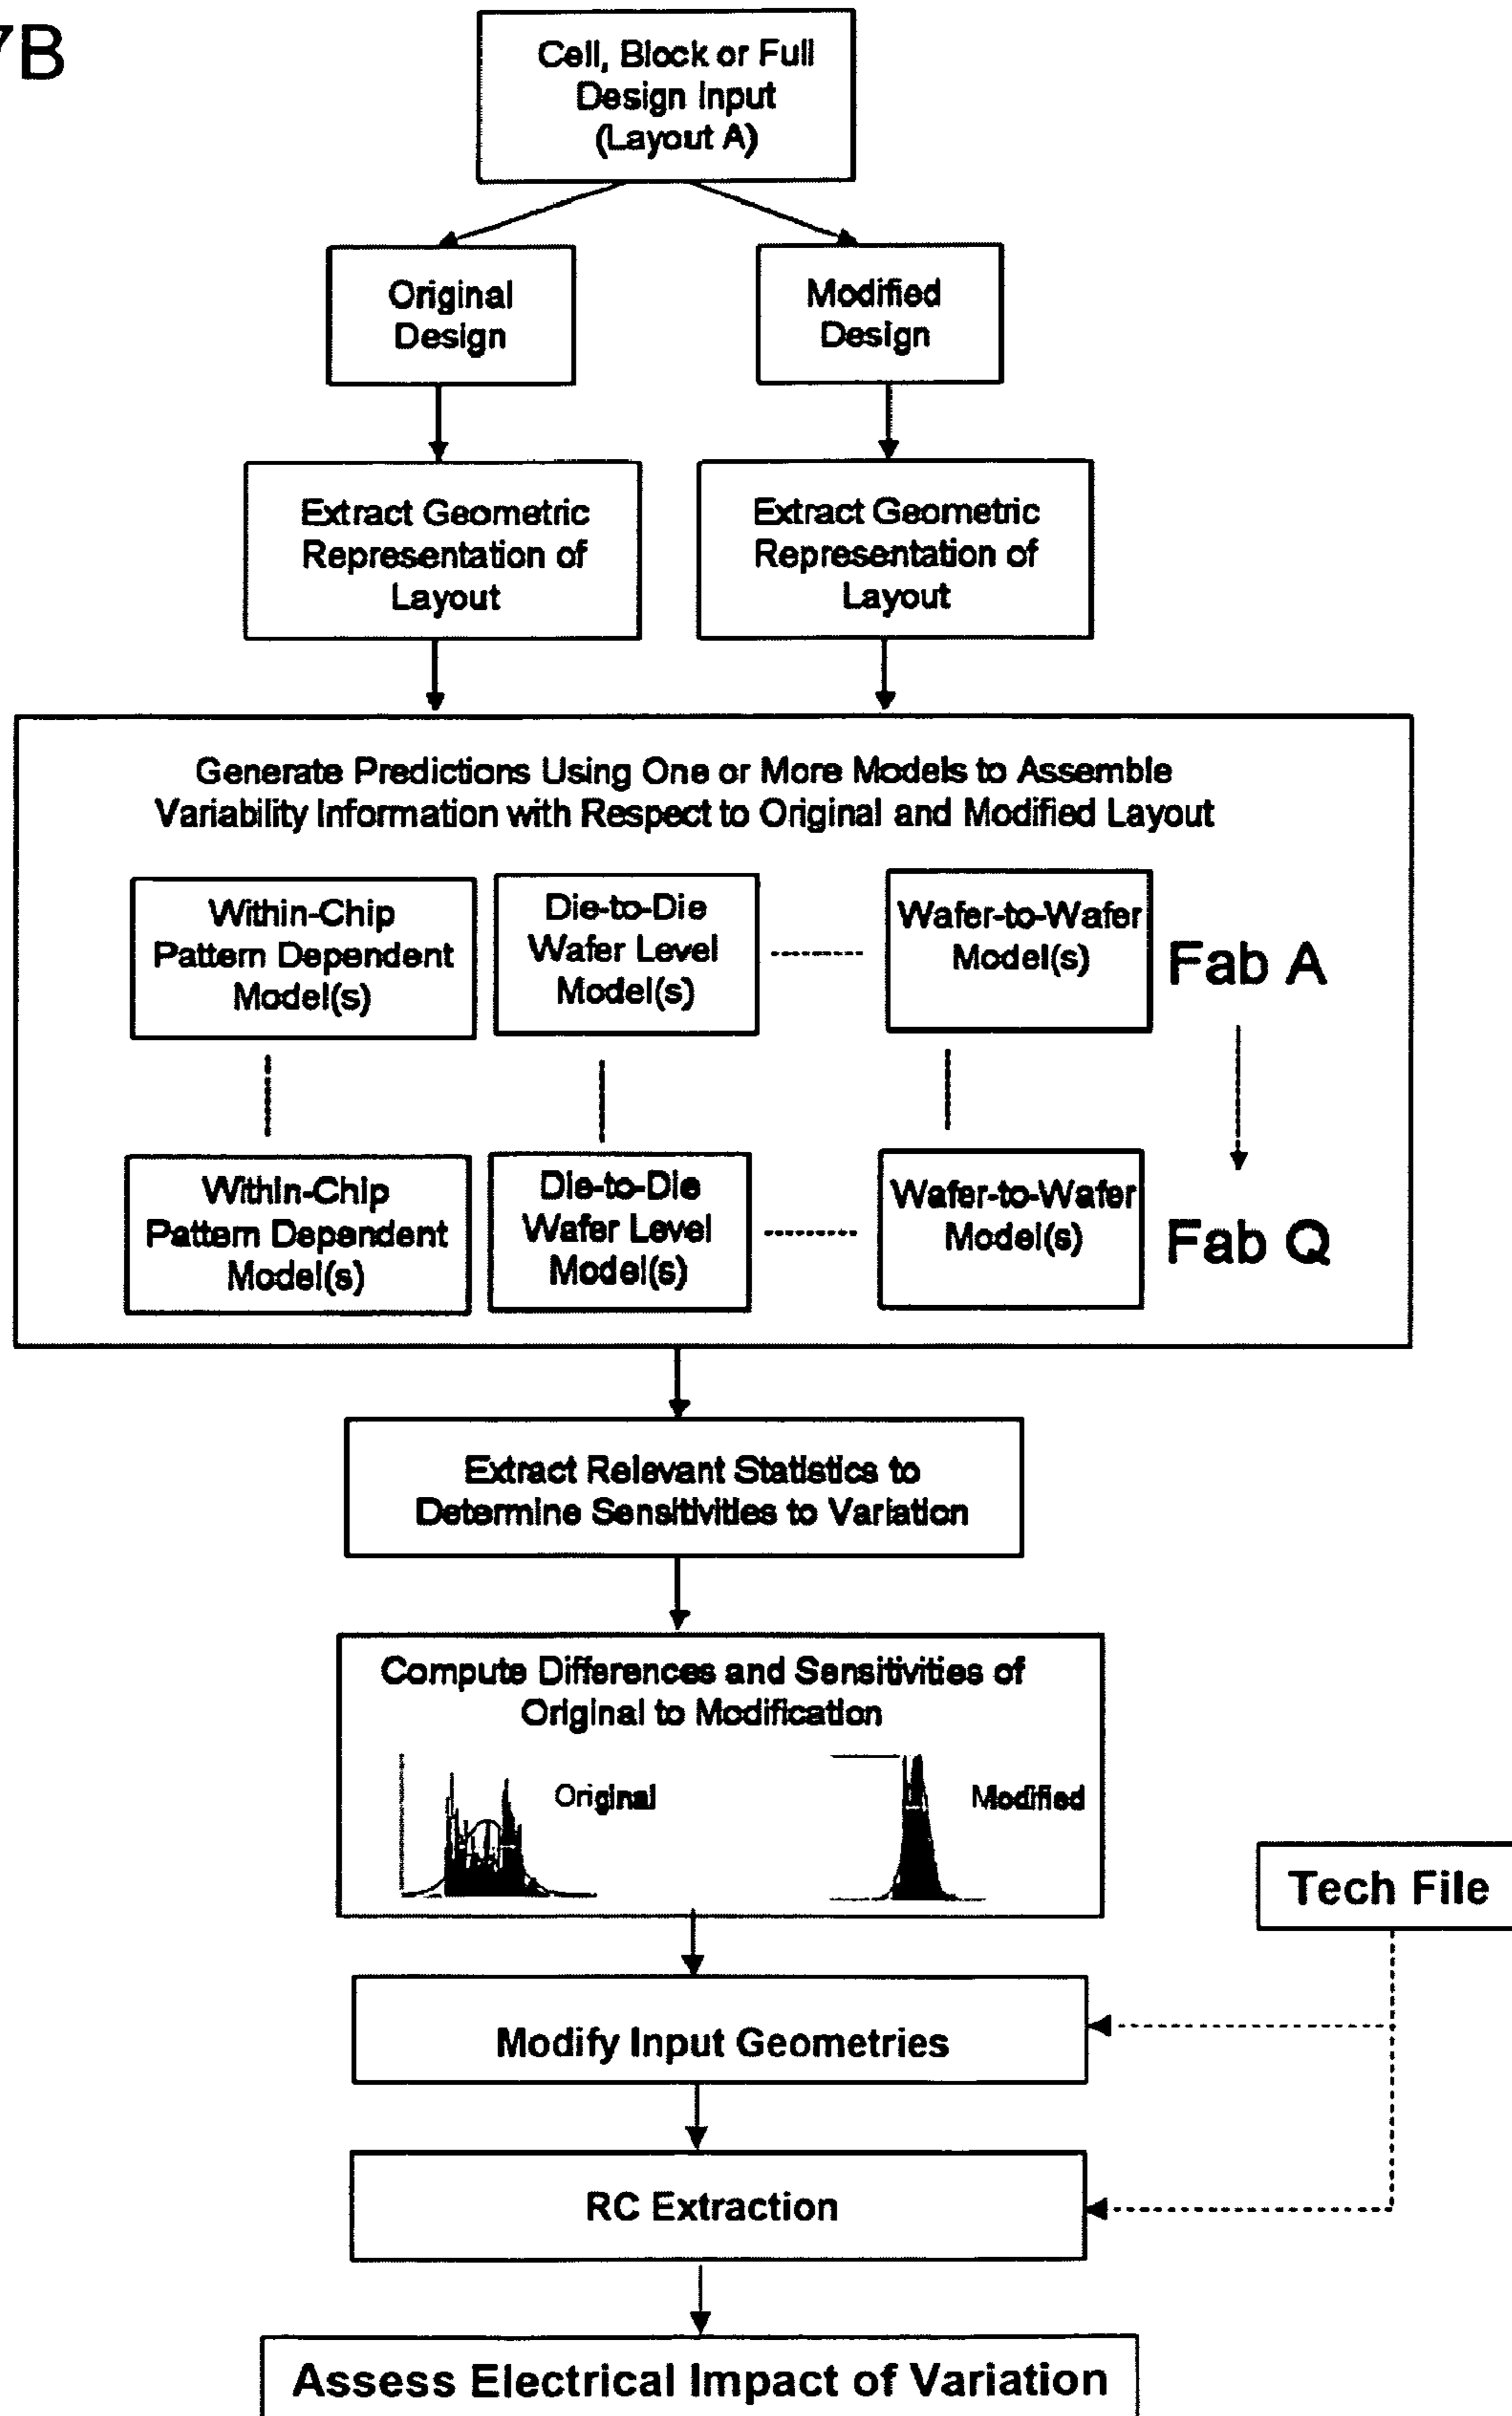 7B
Cell, Block or Full
Design Input
(Layout A)
Original
Design
Modified
Design
Extract Geometric
Representation of
Layout
Extract Geometric
Representation of
Layout
Generate Predictions Using One or More Models to Assemble
Variability Information with Respect to Original and Modified Layout
Within-Chip
Pattern Dependent
Model(s)
Die-to-Die
Wafer Level
Model(s)
Wafer-to-Wafer
Model(s)
Fab A
Within-Chip
Pattern Dependent
Model(s)
Die-to-Die
Wafer Level
Model(s)
Wafer-to-Wafer
Model(s)
Fab Q
Extract Relevant Statistics to
Determine Sensitivities to Variation
Compute Differences and Sensitivities of
Original to Modification
Original
Modified
Tech File
Modify Input Geometries
RC Extraction
Assess Electrical Impact of Variation